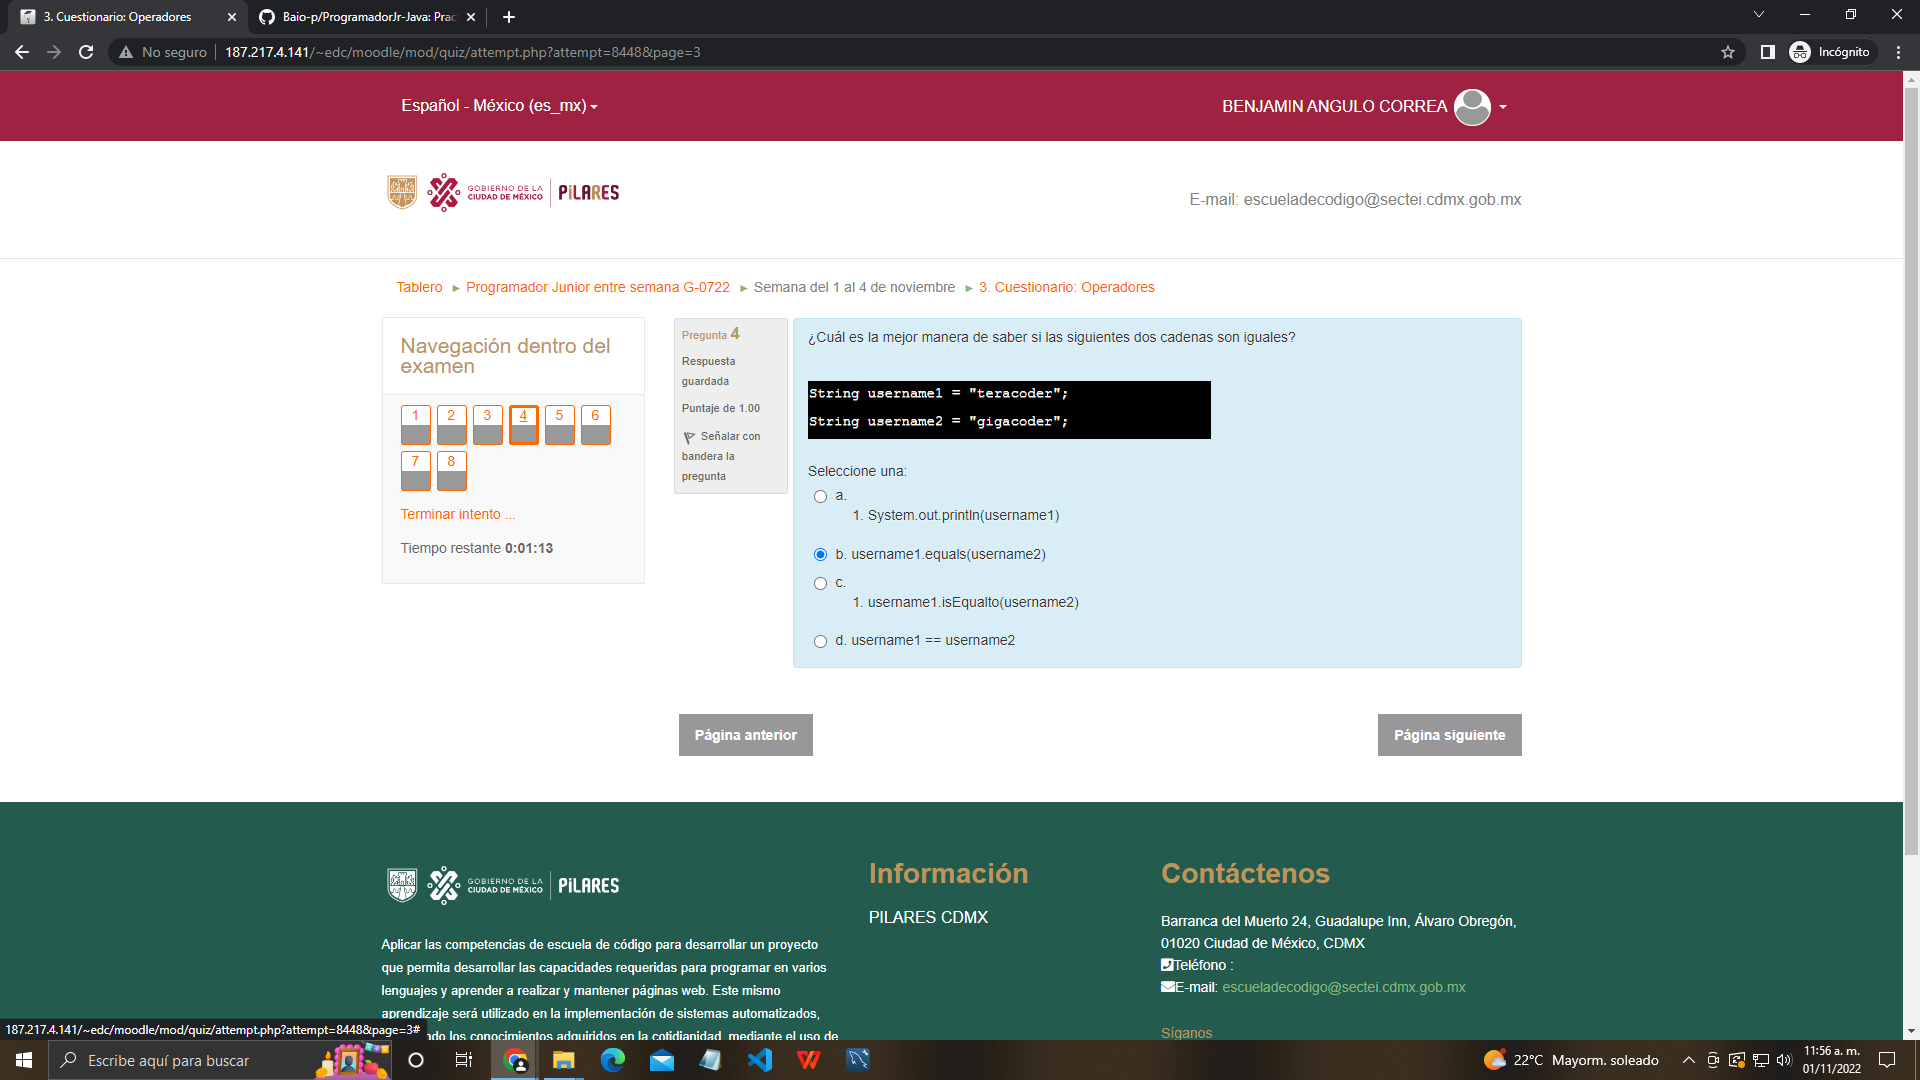 3. Cuestionario: Operadores
Baio-p/ProgramadorJr-Java: Prac
No seguro
187.217.4.141/~edc/moodle/mod/quiz/attempt.php?attempt=8448&page=3
Incógnito
Español - México (es_mx)
BENJAMIN ANGULO CORREA
GOBIERNO DE LA
CIUDAD DE MÉXICO
PILARES
E-mail: escueladecodigo@sectei.cdmx.gob.mx
Tablero ► Programador Junior entre semana G-0722 ► Semana del 1 al 4 de noviembre ► 3. Cuestionario: Operadores
Navegación dentro del
examen
1 2 3 4 5 6
7 8
Terminar intento ...
Tiempo restante 0:01:13
Pregunta 4
Respuesta
guardada
Puntaje de 1.00
Señalar con
bandera la
pregunta
¿Cuál es la mejor manera de saber si las siguientes dos cadenas son iguales?
String username1 = "teracoder";
String username2 = "gigacoder";
Seleccione una:
a.
1. System.out.println(username1)
b. username1.equals(username2)
c.
1. username1.isEqualto(username2)
d. username1 == username2
Página anterior
Página siguiente
GOBIERNO DE LA
CIUDAD DE MÉXICO
PILARES
Aplicar las competencias de escuela de código para desarrollar un proyecto
que permita desarrollar las capacidades requeridas para programar en varios
lenguajes y aprender a realizar y mantener páginas web. Este mismo
aprendizaje será utilizado en la implementación de sistemas automatizados,
ndo los conocimientos adquiridos en la cotidianidad, mediante el uso de
Información
PILARES CDMX
Contáctenos
Barranca del Muerto 24, Guadalupe Inn, Álvaro Obregón,
01020 Ciudad de México, CDMX
Teléfono :
E-mail: escueladecodigo@sectei.cdmx.gob.mx
Síganos
187.217.4.141/~edc/moodle/mod/quiz/attempt.php?attempt=8448&page=3#
Escribe aquí para buscar
22°C Mayorm. soleado
11:56 a. m.
01/11/2022